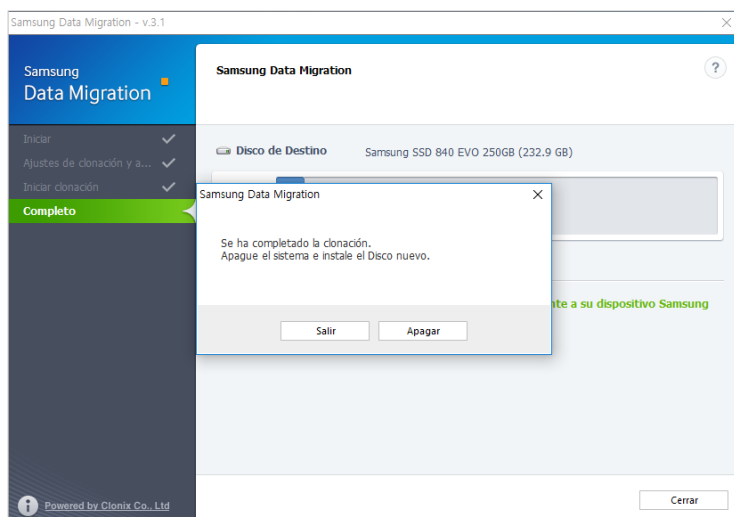 Samsung Data Migration - v.3.1
Samsung
Data Migration
Samsung Data Migration
?
Iniciar
Ajustes de clonación y a...
Iniciar clonación
Completo
Disco de Destino
Samsung SSD 840 EVO 250GB (232.9 GB)
Samsung Data Migration
Se ha completado la clonación.
Apague el sistema e instale el Disco nuevo.
Salir
Apagar
a su dispositivo Samsung
Powered by Clonix Co., Ltd
Cerrar